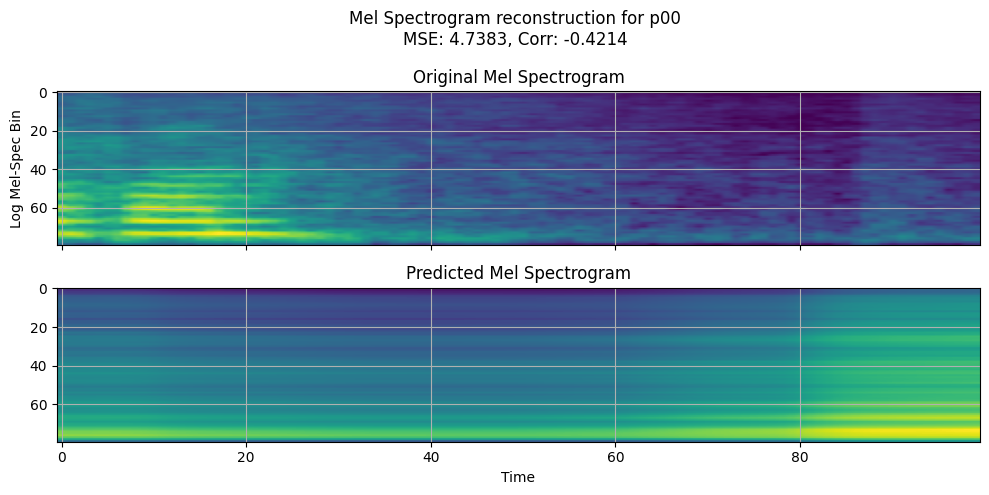 Mel Spectrogram reconstruction for p00
MSE: 4.7383, Corr: -0.4214
Original Mel Spectrogram
Log Mel-Spec Bin
0
20
40
60
Predicted Mel Spectrogram
0
20
40
60
0 20 40 60 80
Time